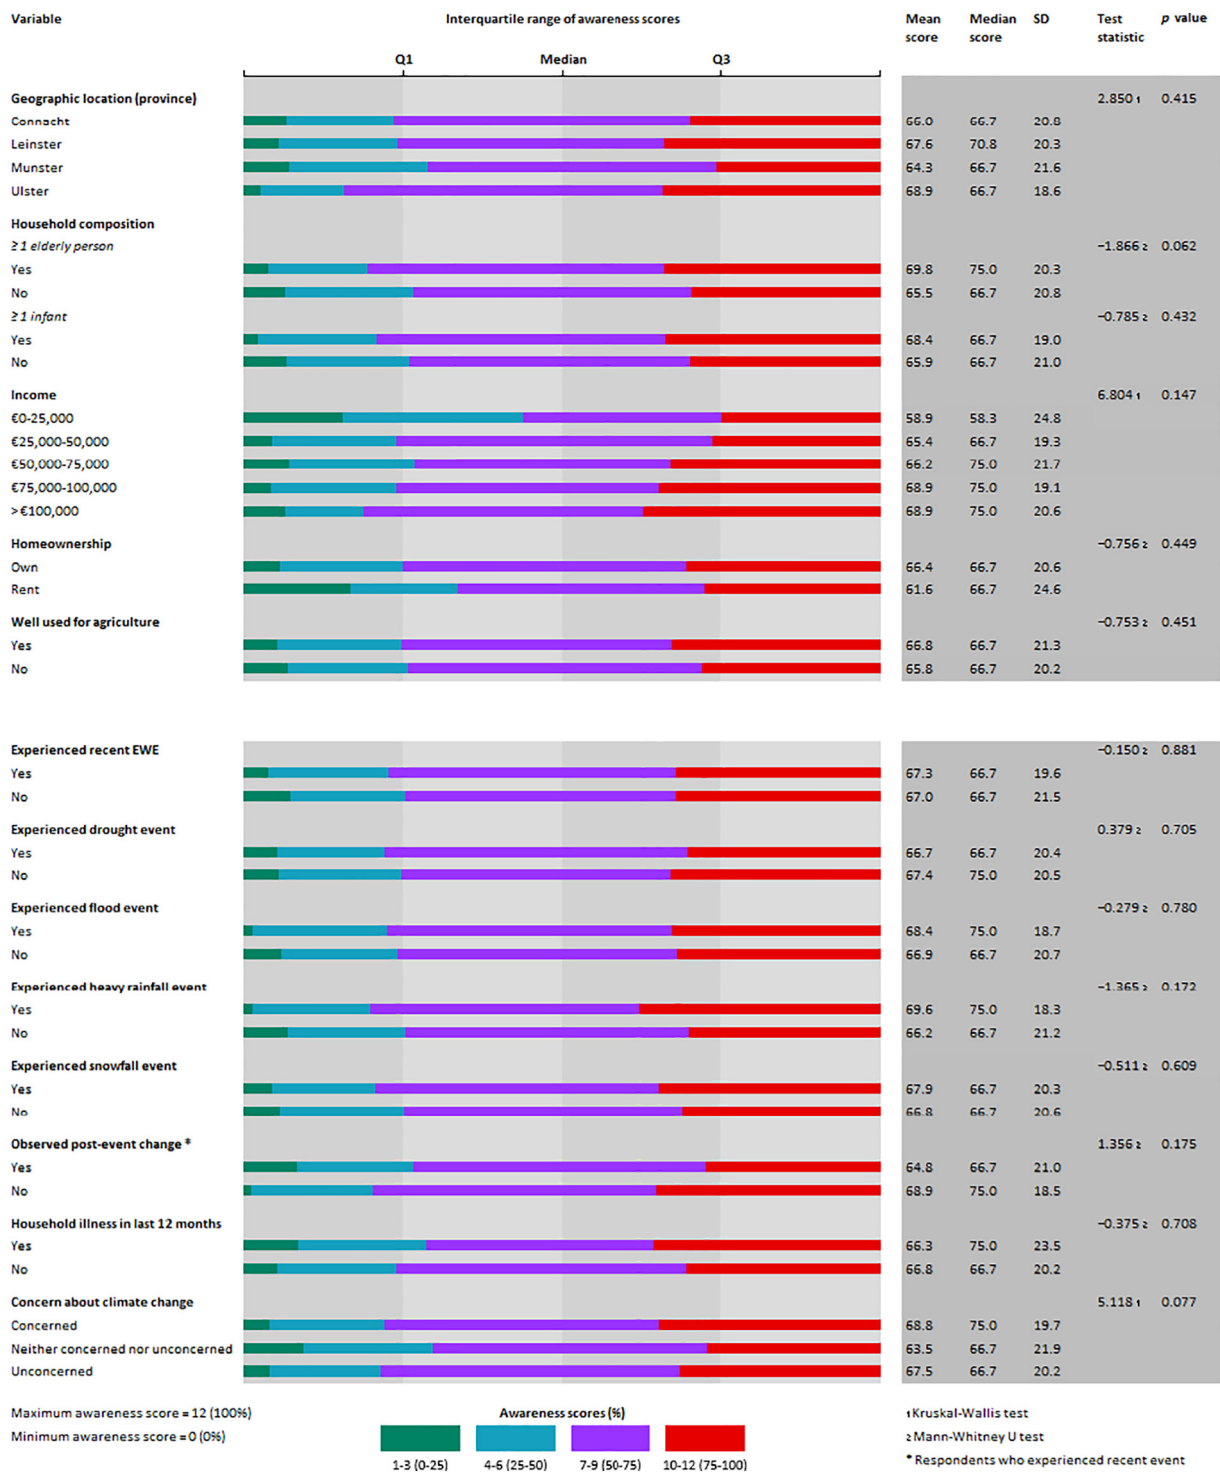 Variable Interquartile range of awareness scores Mean score Median score SD Test statistic p value
Q1 Median Q3
Geographic location (province) 2.850 1 0.415
Connacht 66.0 66.7 20.8
Leinster 67.6 70.8 20.3
Munster 64.3 66.7 21.6
Ulster 68.9 66.7 18.6
Household composition
≥ 1 elderly person −1.866 2 0.062
Yes 69.8 75.0 20.3
No 65.5 66.7 20.8
≥ 1 infant −0.785 2 0.432
Yes 68.4 66.7 19.0
No 65.9 66.7 21.0
Income 6.804 1 0.147
€0-25,000 58.9 58.3 24.8
€25,000-50,000 65.4 66.7 19.3
€50,000-75,000 66.2 75.0 21.7
€75,000-100,000 68.9 75.0 19.1
> €100,000 68.9 75.0 20.6
Homeownership −0.756 2 0.449
Own 66.4 66.7 20.6
Rent 61.6 66.7 24.6
Well used for agriculture −0.753 2 0.451
Yes 66.8 66.7 21.3
No 65.8 66.7 20.2
Experienced recent EWE −0.150 2 0.881
Yes 67.3 66.7 19.6
No 67.0 66.7 21.5
Experienced drought event 0.379 2 0.705
Yes 66.7 66.7 20.4
No 67.4 75.0 20.5
Experienced flood event −0.279 2 0.780
Yes 68.4 75.0 18.7
No 66.9 66.7 20.7
Experienced heavy rainfall event −1.365 2 0.172
Yes 69.6 75.0 18.3
No 66.2 66.7 21.2
Experienced snowfall event −0.511 2 0.609
Yes 67.9 66.7 20.3
No 66.8 66.7 20.6
Observed post-event change * 1.356 2 0.175
Yes 64.8 66.7 21.0
No 68.9 75.0 18.5
Household illness in last 12 months −0.375 2 0.708
Yes 66.3 75.0 23.5
No 66.8 66.7 20.2
Concern about climate change 5.118 1 0.077
Concerned 68.8 75.0 19.7
Neither concerned nor unconcerned 63.5 66.7 21.9
Unconcerned 67.5 66.7 20.2
Maximum awareness score = 12 (100%)
Minimum awareness score = 0 (0%)
Awareness scores (%)
1-3 (0-25) 4-6 (25-50) 7-9 (50-75) 10-12 (75-100)
1 Kruskal-Wallis test
2 Mann-Whitney U test
* Respondents who experienced recent event